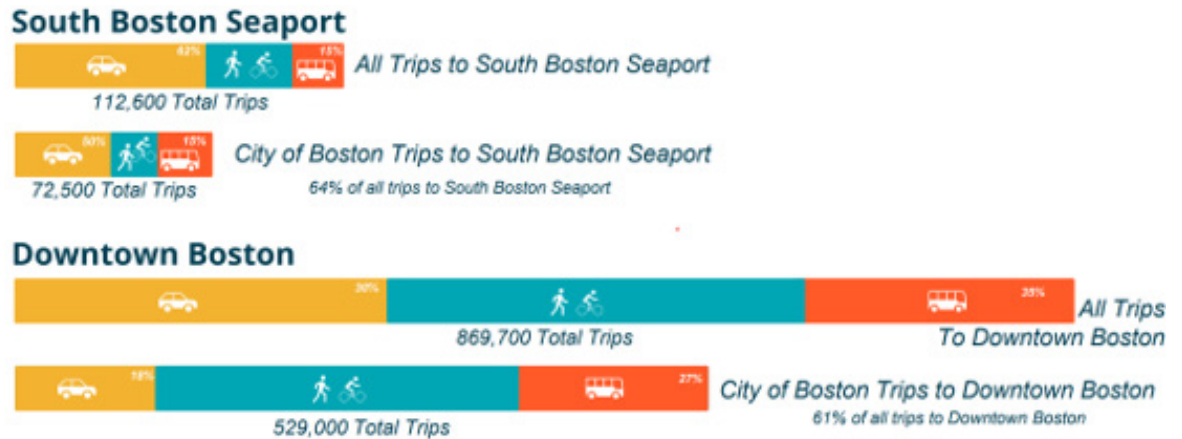 South Boston Seaport
62% 15% All Trips to South Boston Seaport
112,600 Total Trips
15% City of Boston Trips to South Boston Seaport
72,500 Total Trips 64% of all trips to South Boston Seaport
Downtown Boston
30% All Trips
869,700 Total Trips To Downtown Boston
27% City of Boston Trips to Downtown Boston
61% of all trips to Downtown Boston
529,000 Total Trips